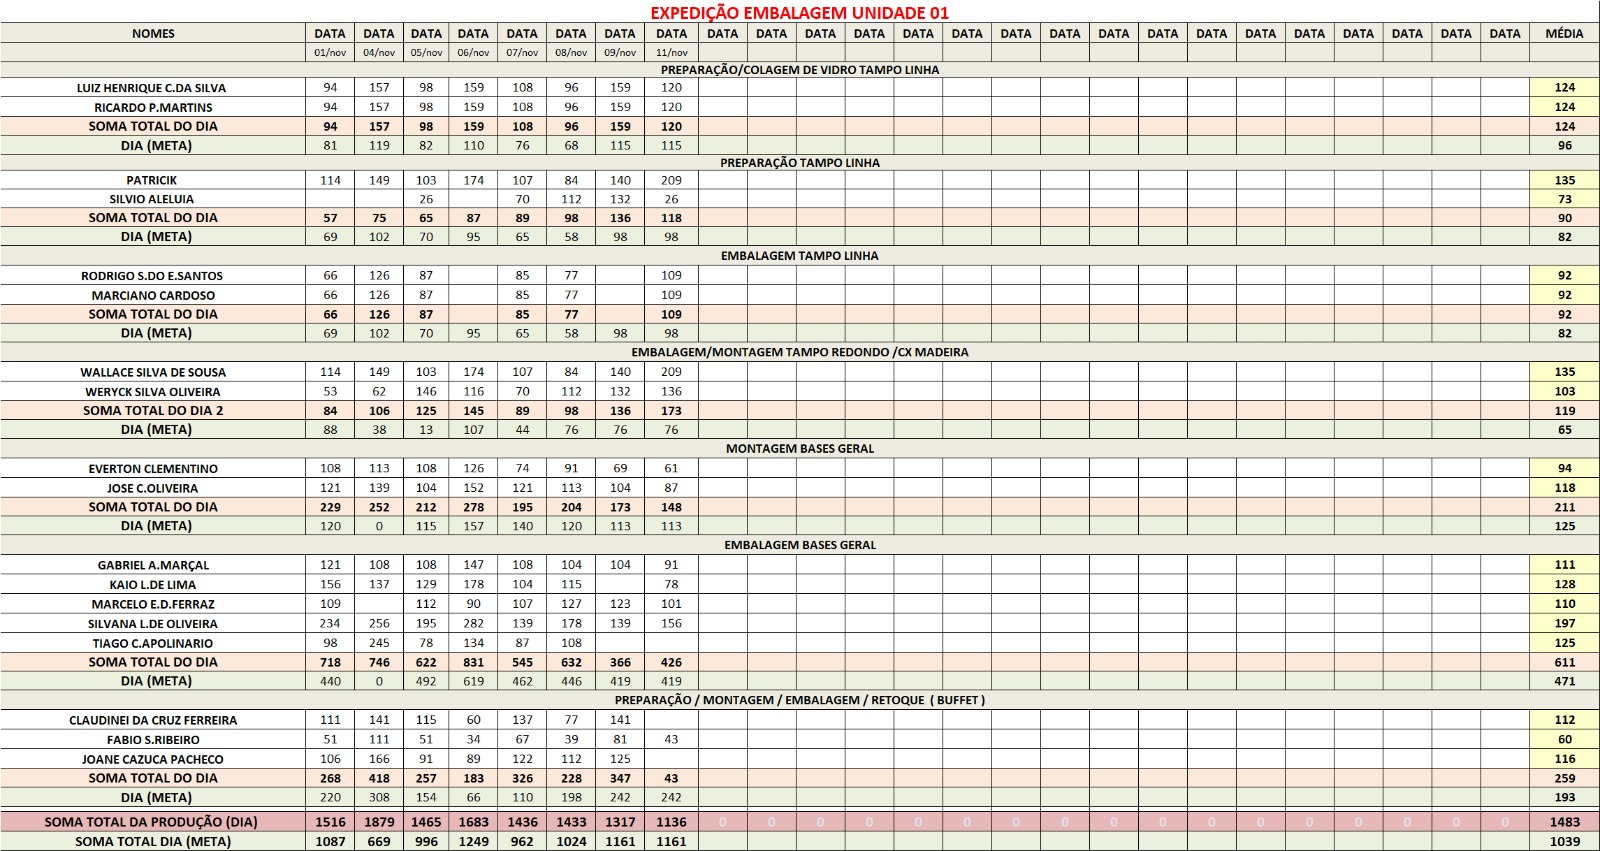 EXPEDIÇÃO EMBALAGEM UNIDADE 01
NOMES DATA DATA DATA DATA DATA DATA DATA DATA DATA DATA DATA DATA DATA DATA DATA DATA DATA DATA DATA DATA DATA DATA DATA DATA DATA MÉDIA
01/nov 04/nov 05/nov 06/nov 07/nov 08/nov 09/nov 11/nov
PREPARAÇÃO/COLAGEM DE VIDRO TAMPO LINHA
LUIZ HENRIQUE C.DA SILVA 94 157 98 159 108 96 159 120 124
RICARDO P.MARTINS 94 157 98 159 108 96 159 120 124
SOMA TOTAL DO DIA 94 157 98 159 108 96 159 120 124
DIA (META) 81 119 82 110 76 68 115 115 96
PREPARAÇÃO TAMPO LINHA
PATRICIK 114 149 103 174 107 84 140 209 135
SILVIO ALELUIA 26 70 112 132 26 73
SOMA TOTAL DO DIA 57 75 65 87 89 98 136 118 90
DIA (META) 69 102 70 95 65 58 98 98 82
EMBALAGEM TAMPO LINHA
RODRIGO S.DO E.SANTOS 66 126 87 85 77 109 92
MARCIANO CARDOSO 66 126 87 85 77 109 92
SOMA TOTAL DO DIA 66 126 87 85 77 109 92
DIA (META) 69 102 70 95 65 58 98 98 82
EMBALAGEM/MONTAGEM TAMPO REDONDO /CX MADEIRA
WALLACE SILVA DE SOUSA 114 149 103 174 107 84 140 209 135
WERYCK SILVA OLIVEIRA 53 62 146 116 70 112 132 136 103
SOMA TOTAL DO DIA 2 84 106 125 145 89 98 136 173 119
DIA (META) 88 38 13 107 44 76 76 76 65
MONTAGEM BASES GERAL
EVERTON CLEMENTINO 108 113 108 126 74 91 69 61 94
JOSE C.OLIVEIRA 121 139 104 152 121 113 104 87 118
SOMA TOTAL DO DIA 229 252 212 278 195 204 173 148 211
DIA (META) 120 0 115 157 140 120 113 113 125
EMBALAGEM BASES GERAL
GABRIEL A.MARÇAL 121 108 108 147 108 104 104 91 111
KAIO L.DE LIMA 156 137 129 178 104 115 78 128
MARCELO E.D.FERRAZ 109 112 90 107 127 123 101 110
SILVANA L.DE OLIVEIRA 234 256 195 282 139 178 139 156 197
TIAGO C.APOLINARIO 98 245 78 134 87 108 125
SOMA TOTAL DO DIA 718 746 622 831 545 632 366 426 611
DIA (META) 440 0 492 619 462 446 419 419 471
PREPARAÇÃO / MONTAGEM / EMBALAGEM / RETOQUE ( BUFFET )
CLAUDINEI DA CRUZ FERREIRA 111 141 115 60 137 77 141 112
FABIO S.RIBEIRO 51 111 51 34 67 39 81 43 60
JOANE CAZUCA PACHECO 106 166 91 89 122 112 125 116
SOMA TOTAL DO DIA 268 418 257 183 326 228 347 43 259
DIA (META) 220 308 154 66 110 198 242 242 193
SOMA TOTAL DA PRODUÇÃO (DIA) 1516 1879 1465 1683 1436 1433 1317 1136 0 0 0 0 0 0 0 0 0 0 0 0 0 0 0 0 0 1483
SOMA TOTAL DIA (META) 1087 669 996 1249 962 1024 1161 1161 1039